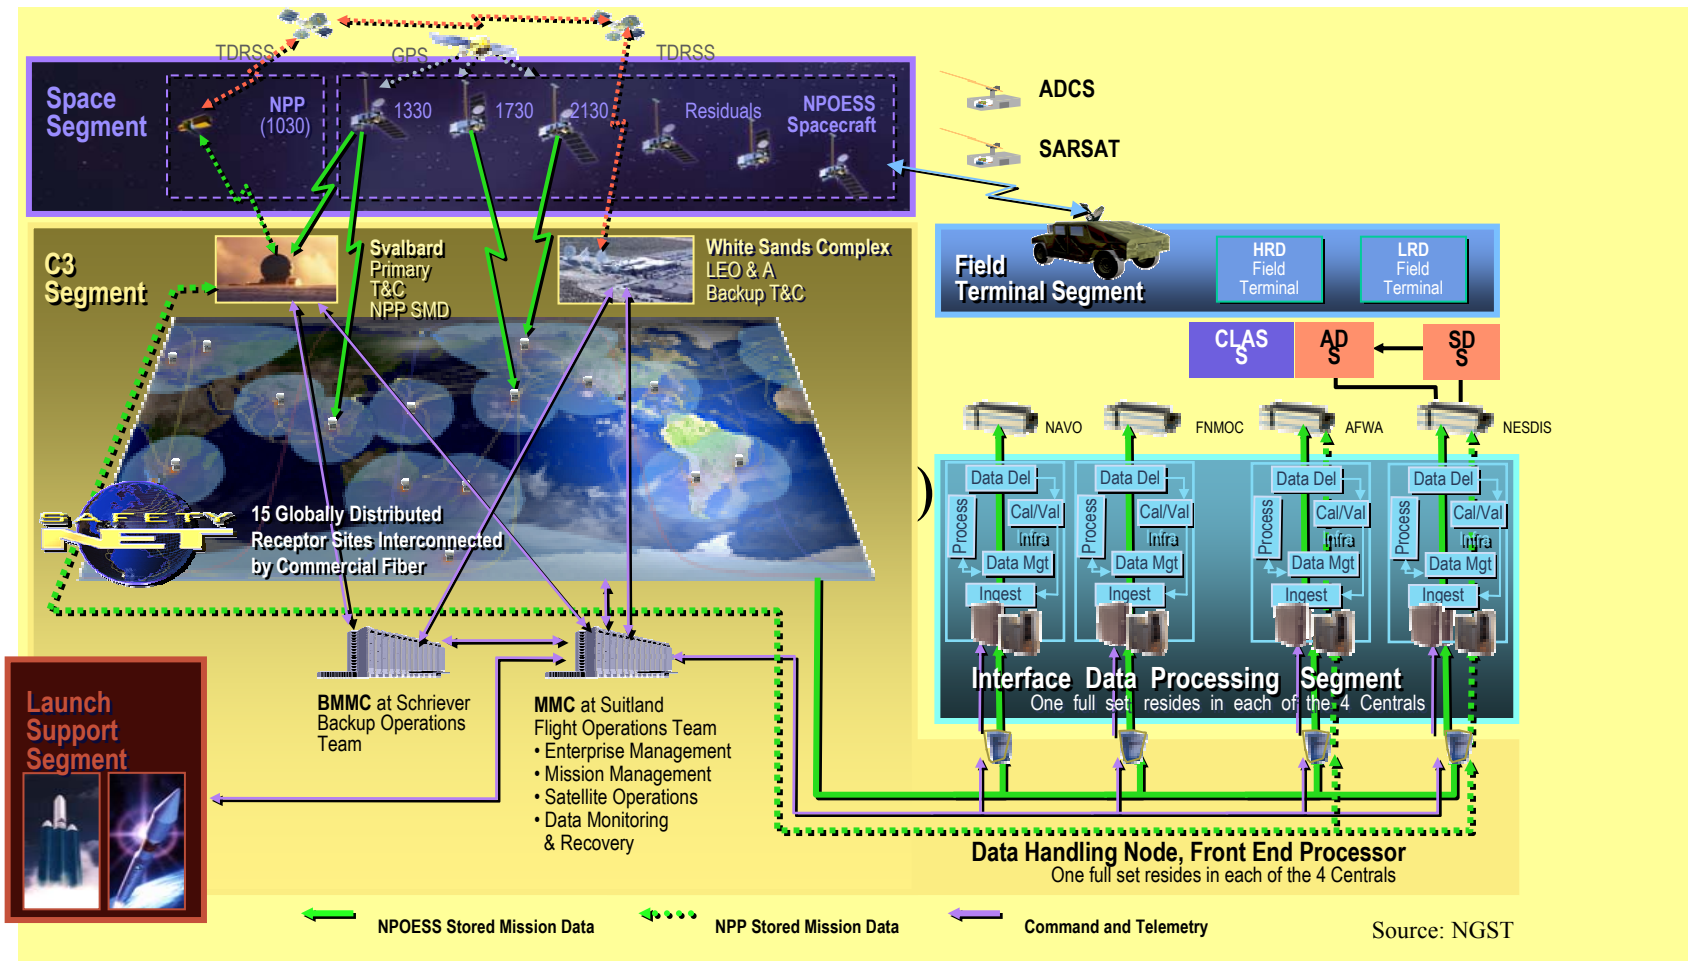 TDRSS
GPS
TDRSS
Space
Segment
NPP
(1030)
1330
1730
2130
Residuals
NPOESS
Spacecraft
ADCS
SARSAT
C3
Segment
Svalbard
Primary
T&C
NPP SMD
White Sands Complex
LEO & A
Backup T&C
Field
Terminal Segment
HRD
Field
Terminal
LRD
Field
Terminal
CLAS
S
AD
S
SD
S
NAVO
FNMOC
AFWA
NESDIS
)
Data Del
Process
Cal/Val
Infra
Data Mgt
Ingest
Data Del
Process
Cal/Val
Infra
Data Mgt
Ingest
Data Del
Process
Cal/Val
Infra
Data Mgt
Ingest
Data Del
Process
Cal/Val
Infra
Data Mgt
Ingest
Interface Data Processing Segment
One full set resides in each of the 4 Centrals
SAFETY
NET
15 Globally Distributed
Receptor Sites Interconnected
by Commercial Fiber
BMMC at Schriever
Backup Operations
Team
MMC at Suitland
Flight Operations Team
• Enterprise Management
• Mission Management
• Satellite Operations
• Data Monitoring
& Recovery
Launch
Support
Segment
Data Handling Node, Front End Processor
One full set resides in each of the 4 Centrals
NPOESS Stored Mission Data
NPP Stored Mission Data
Command and Telemetry
Source: NGST